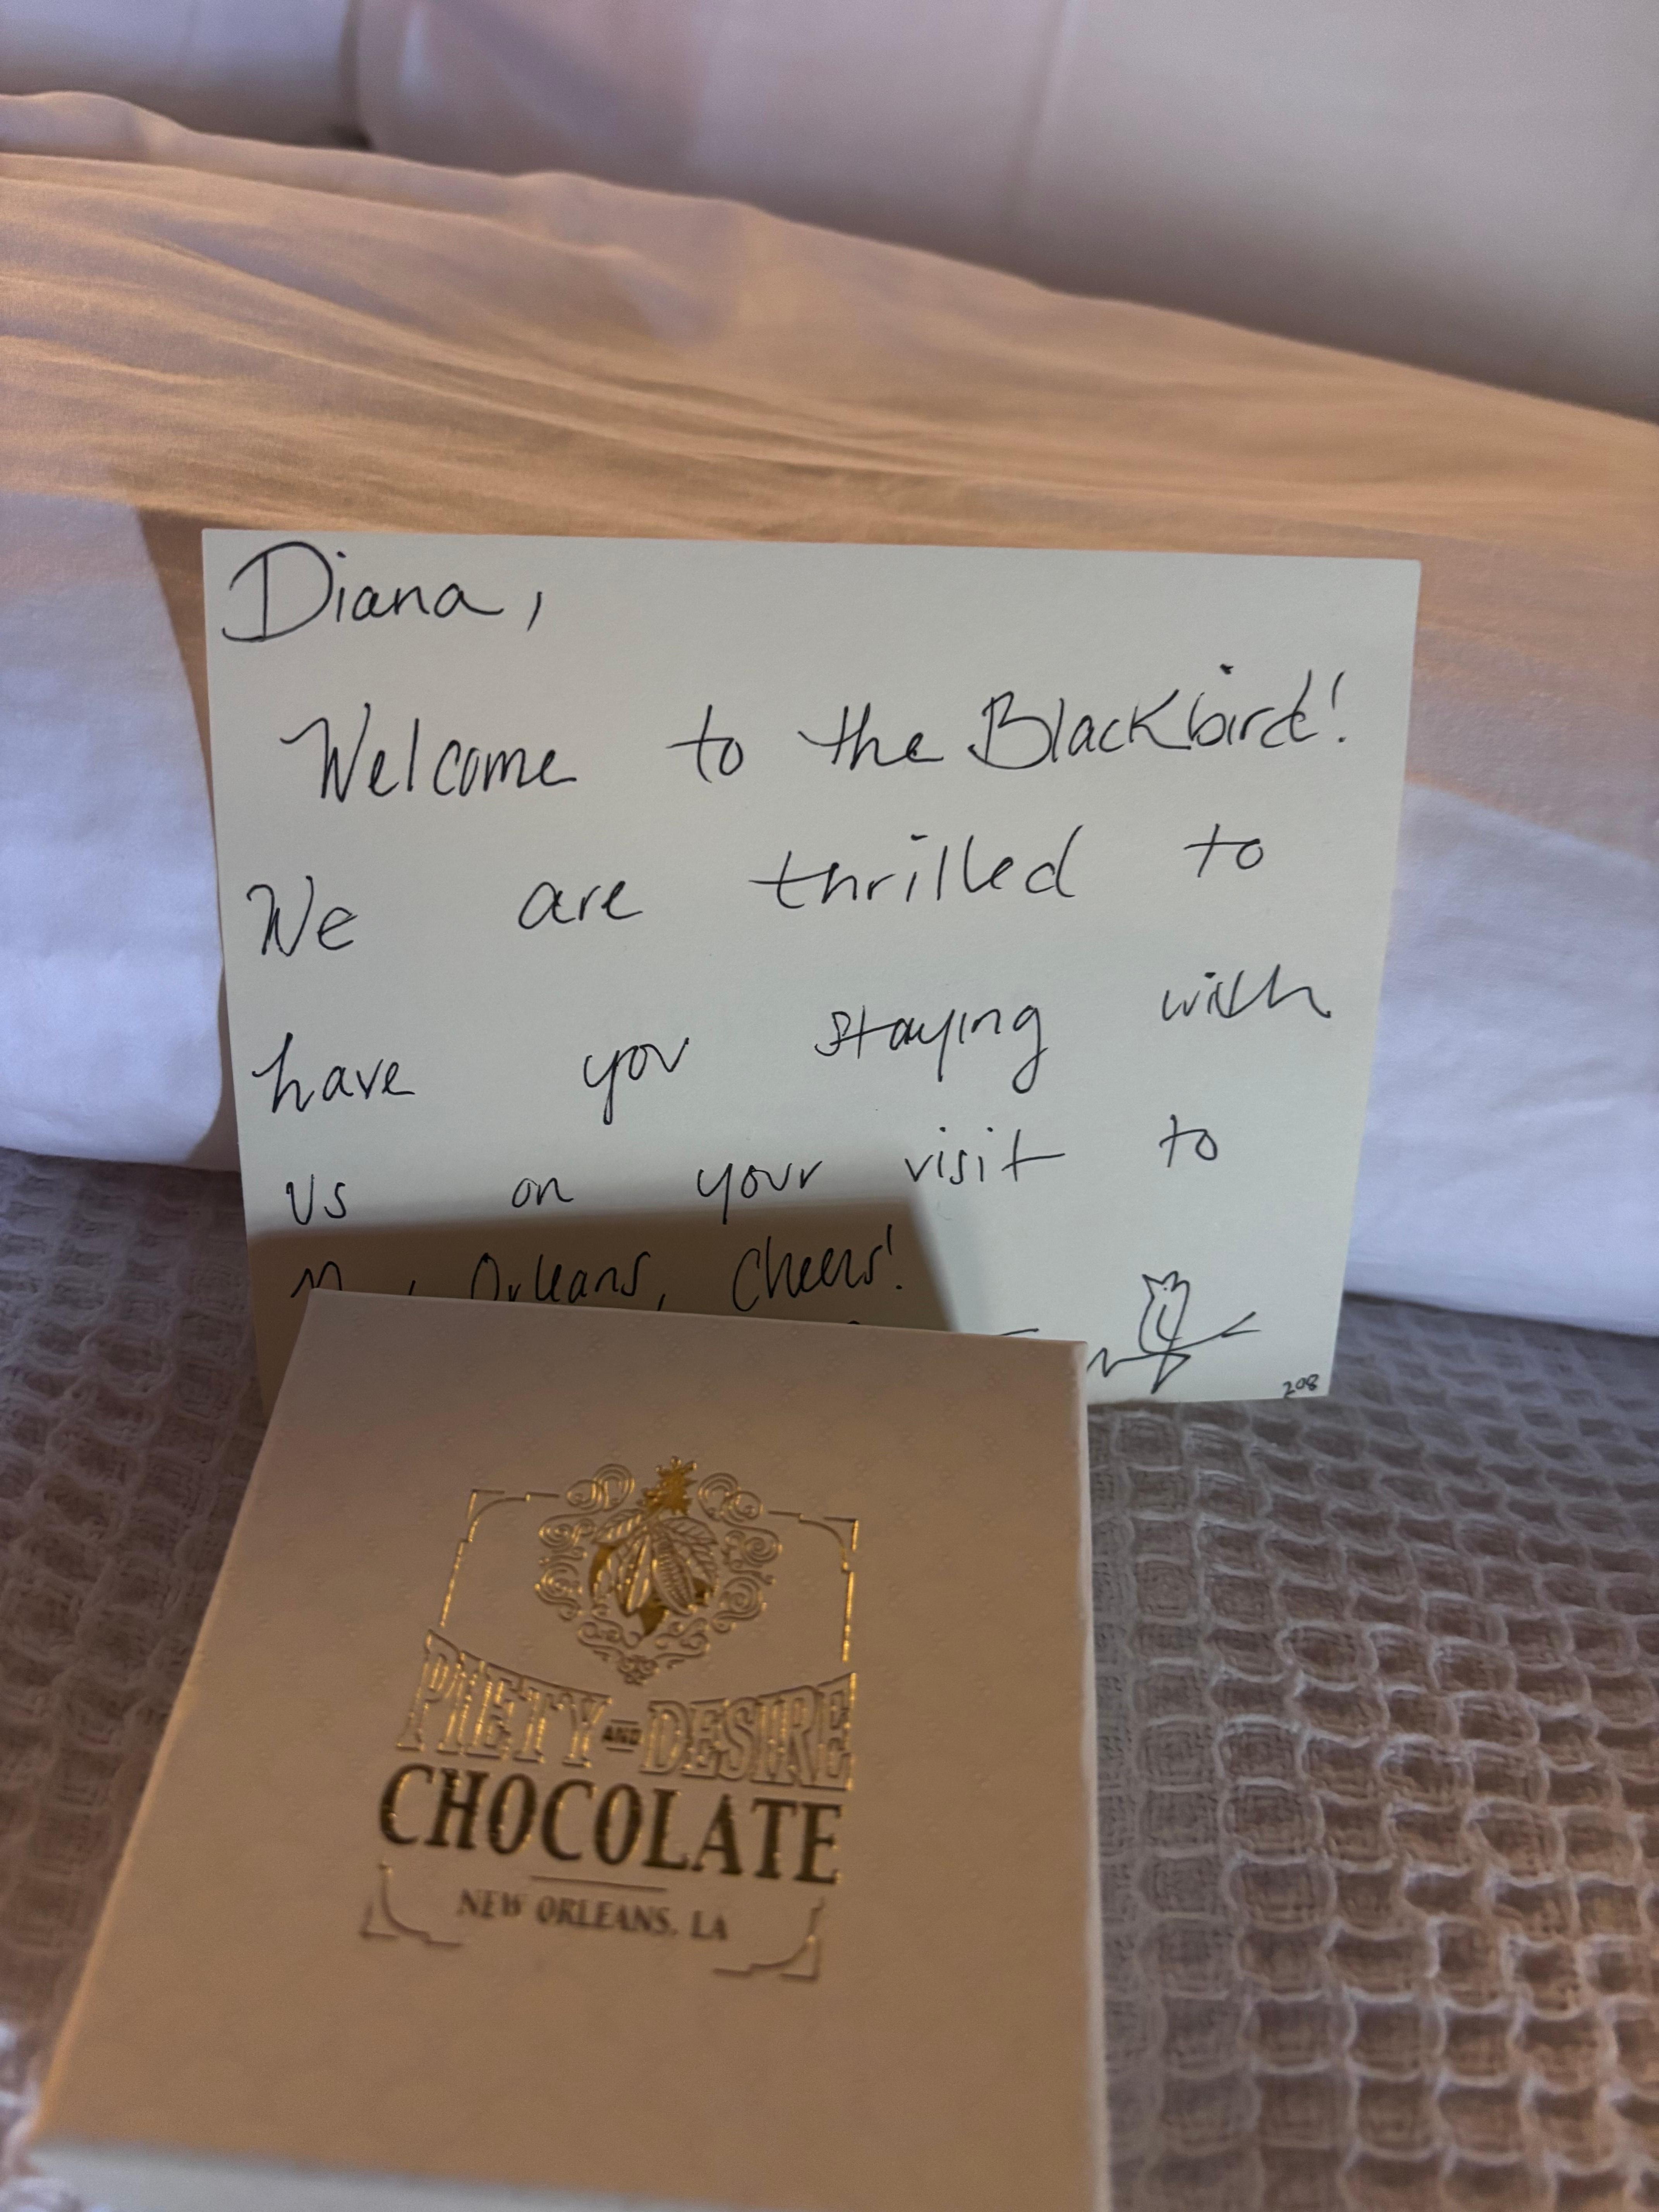 Diana,
Welcome to the Blackbird!
We are thrilled to
have you staying with
us on your visit to
Orleans, Cheers!
208
PIETY AND DESIRE
CHOCOLATE
NEW ORLEANS, LA